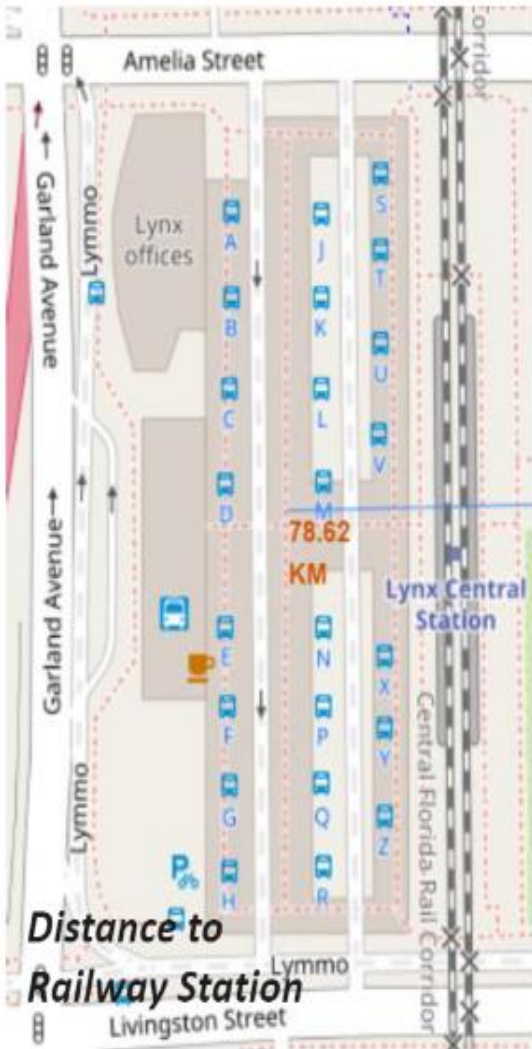 Corridor
Amelia Street
Garland Avenue
Lymmo
Lynx
offices
S
A
J
T
B
K
U
C
L
V
D
M
78.62
KM
Lynx Central
Station
Garland Avenue
E
N
X
F
P
Y
G
Q
Z
H
R
Lymmo
Central Florida Rail Corridor
P
Distance to
Railway Station
Lymmo
Livingston Street